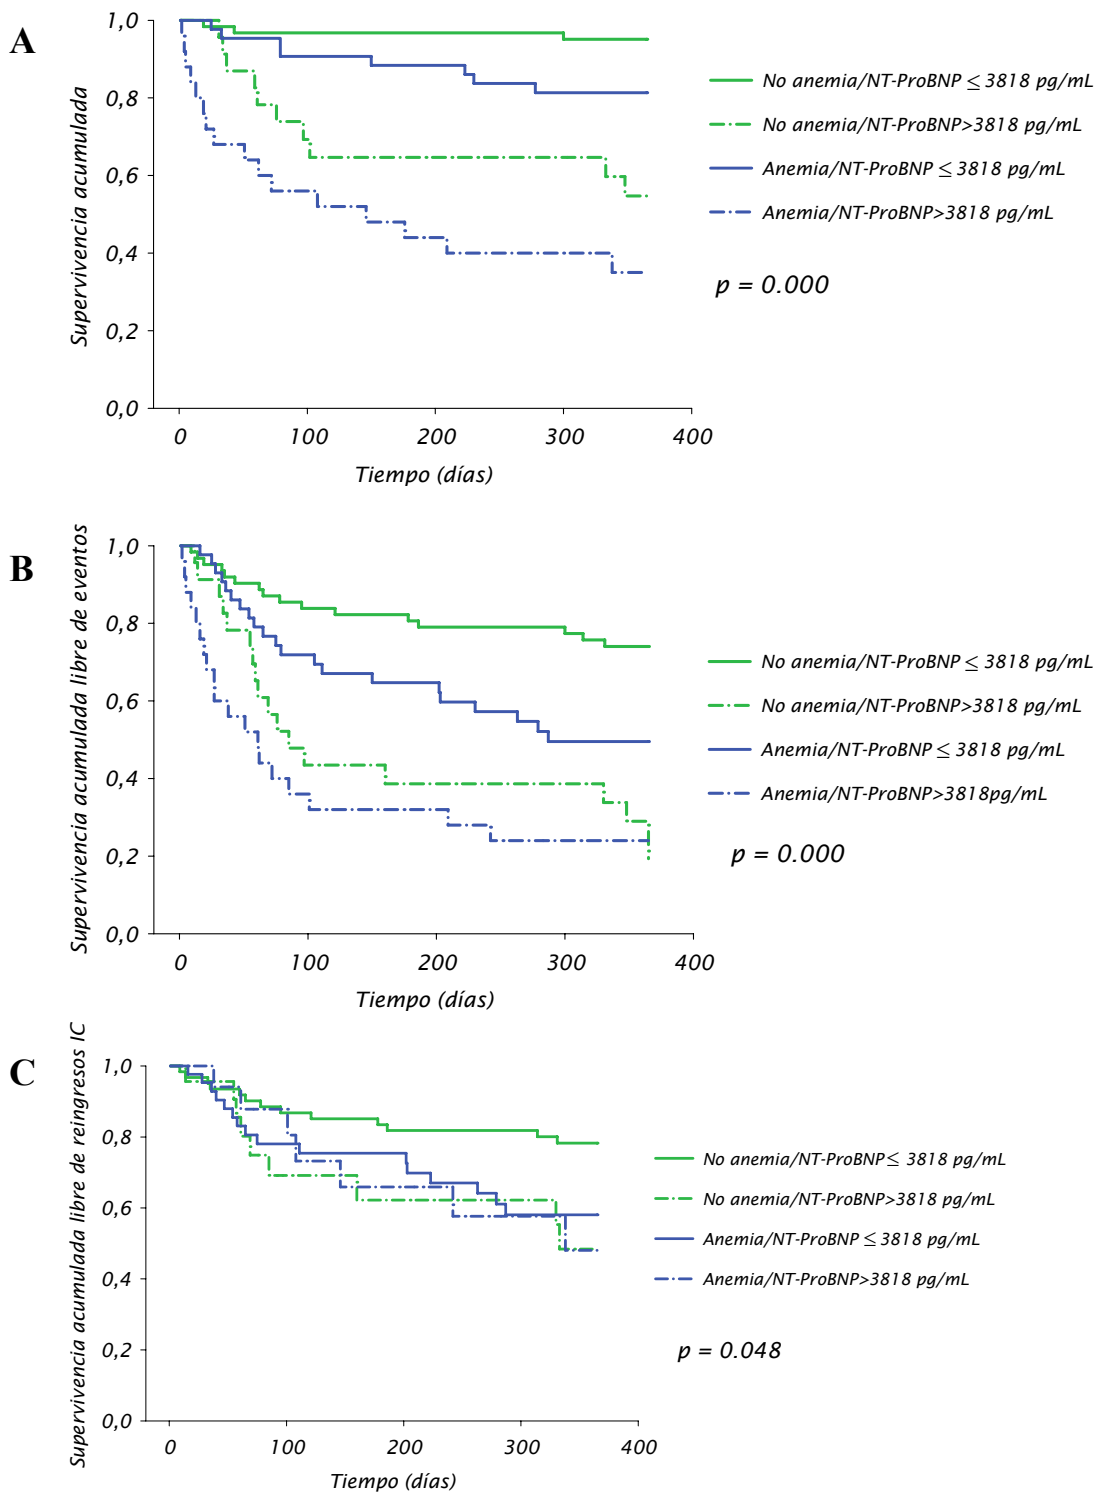 A
Supervivencia acumulada
1,0
0,8
0,6
0,4
0,2
0,0
0 100 200 300 400
Tiempo (días)
No anemia/NT-ProBNP ≤ 3818 pg/mL
No anemia/NT-ProBNP>3818 pg/mL
Anemia/NT-ProBNP ≤ 3818 pg/mL
Anemia/NT-ProBNP>3818 pg/mL
p = 0.000
B
Supervivencia acumulada libre de eventos
1,0
0,8
0,6
0,4
0,2
0,0
0 100 200 300 400
Tiempo (días)
No anemia/NT-ProBNP ≤ 3818 pg/mL
No anemia/NT-ProBNP>3818 pg/mL
Anemia/NT-ProBNP ≤ 3818 pg/mL
Anemia/NT-ProBNP>3818pg/mL
p = 0.000
C
Supervivencia acumulada libre de reingresos IC
1,0
0,8
0,6
0,4
0,2
0,0
0 100 200 300 400
Tiempo (días)
No anemia/NT-ProBNP≤ 3818 pg/mL
No anemia/NT-ProBNP>3818 pg/mL
Anemia/NT-ProBNP ≤ 3818 pg/mL
Anemia/NT-ProBNP>3818 pg/mL
p = 0.048